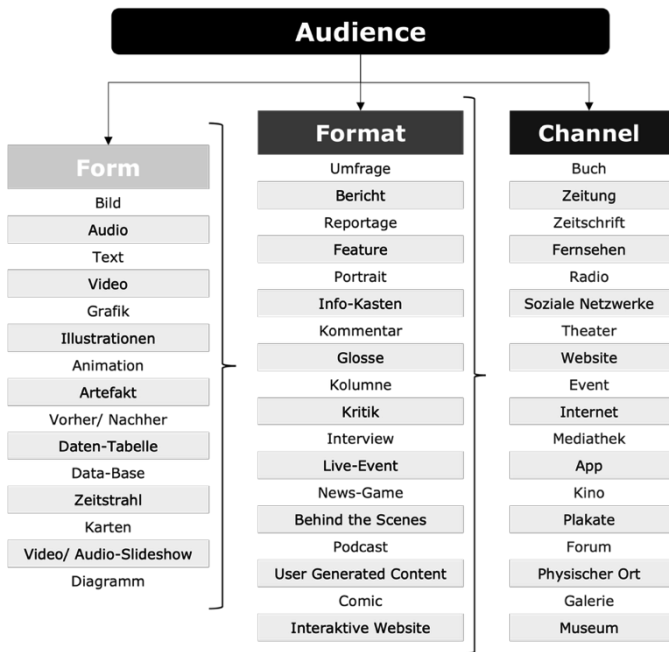 Audience
Form
Bild
Audio
Text
Video
Grafik
Illustrationen
Animation
Artefakt
Vorher/ Nachher
Daten-Tabelle
Data-Base
Zeitstrahl
Karten
Video/ Audio-Slideshow
Diagramm
Format
Umfrage
Bericht
Reportage
Feature
Portrait
Info-Kasten
Kommentar
Glosse
Kolumne
Kritik
Interview
Live-Event
News-Game
Behind the Scenes
Podcast
User Generated Content
Comic
Interaktive Website
Channel
Buch
Zeitung
Zeitschrift
Fernsehen
Radio
Soziale Netzwerke
Theater
Website
Event
Internet
Mediathek
App
Kino
Plakate
Forum
Physischer Ort
Galerie
Museum